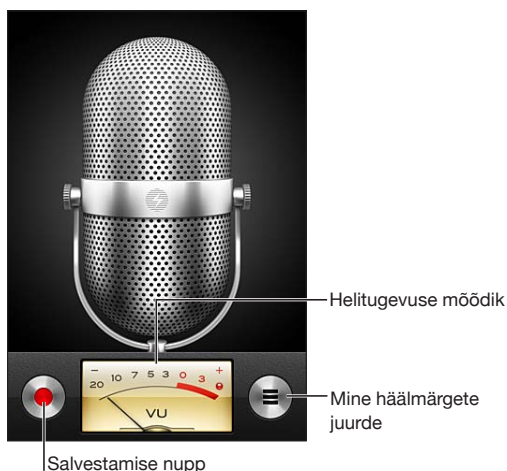 Helitugevuse mõõdik
− 20 10 7 5 3 0 3 +
VU
Mine häälmärgete
juurde
Salvestamise nupp